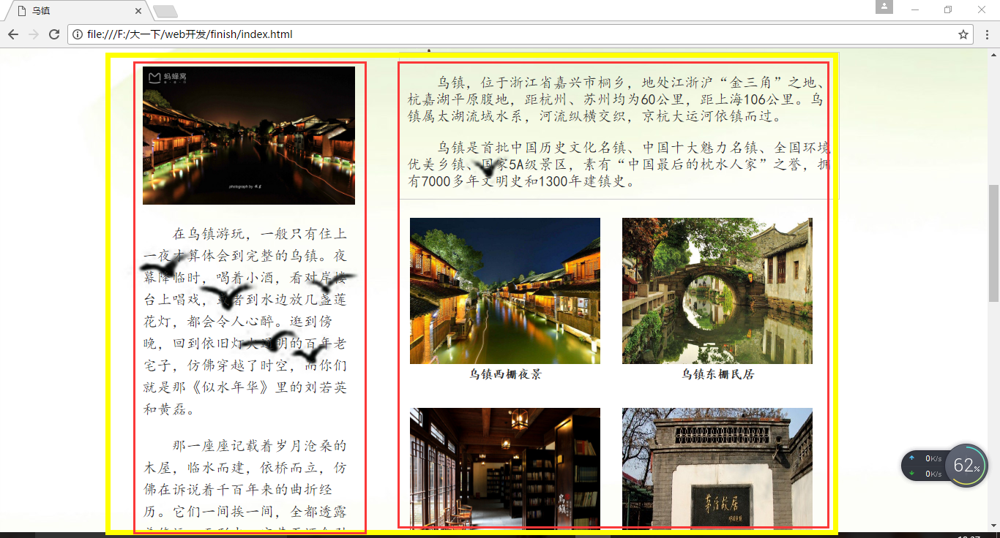 乌镇
file:///F:/大一下/web开发/finish/index.html
蚂蜂窝
photograph by
在乌镇游玩，一般只有住上
一夜才算体会到完整的乌镇。夜
幕降临时，喝着小酒，看对岸楼
台上唱戏，或者到水边放几盏莲
花灯，都会令人心醉。逛到傍
晚，回到依旧灯火通明的百年老
宅子，仿佛穿越了时空，而你们
就是那《似水年华》里的刘若英
和黄磊。
那一座座记载着岁月沧桑的
木屋，临水而建，依桥而立，仿
佛在诉说着千百年来的曲折经
历。它们一间挨一间，全都透露
乌镇，位于浙江省嘉兴市桐乡，地处江浙沪“金三角”之地、
杭嘉湖平原腹地，距杭州、苏州均为60公里，距上海106公里。乌
镇属太湖流域水系，河流纵横交织，京杭大运河依镇而过。
乌镇是首批中国历史文化名镇、中国十大魅力名镇、全国环境
优美乡镇、国家5A级景区，素有“中国最后的枕水人家”之誉，拥
有7000多年文明史和1300年建镇史。
乌镇西栅夜景
乌镇东栅民居
乌镇
茅盾故居
0K/s
0K/s
62%